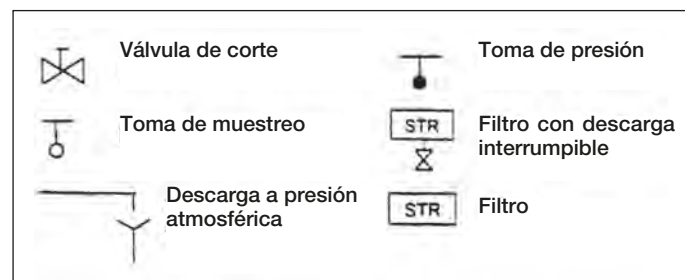 Válvula de corte
Toma de muestreo
Descarga a presión
atmosférica
Toma de presión
STR
Filtro con descarga
interrumpible
STR
Filtro